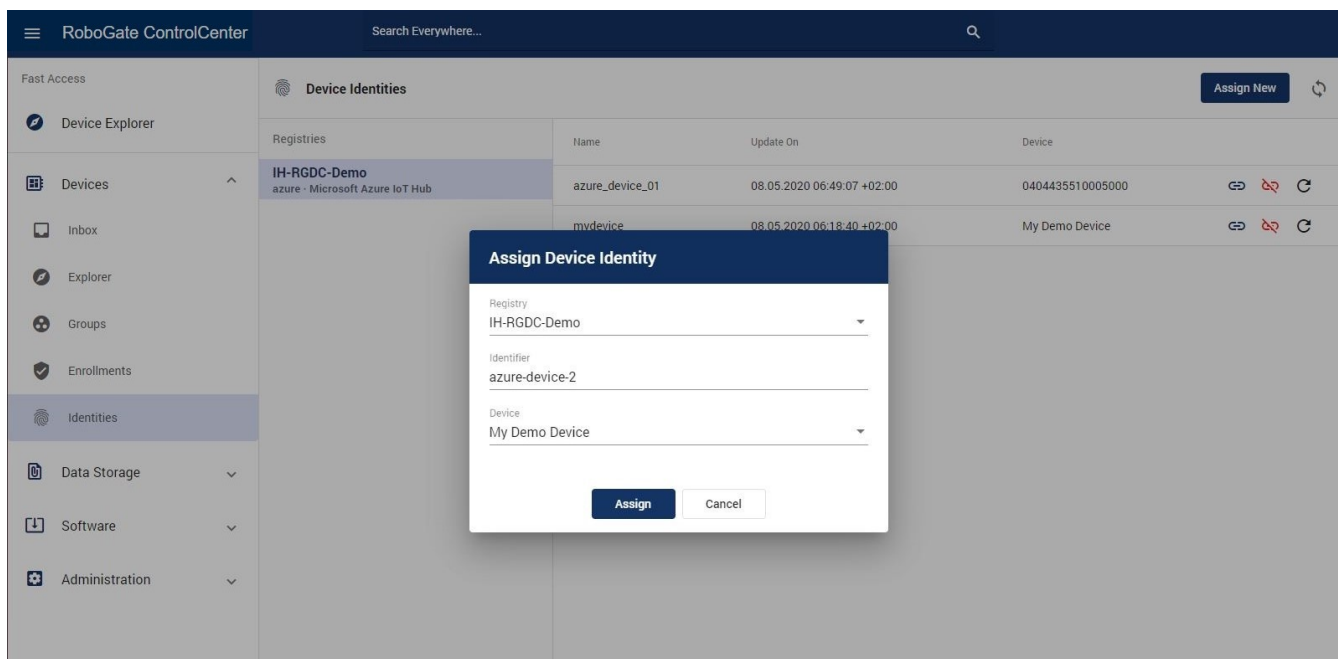 RoboGate ControlCenter
Search Everywhere...
Fast Access
Device Explorer
Devices
Inbox
Explorer
Groups
Enrollments
Identities
Data Storage
Software
Administration
Device Identities
Assign New
Registries
IH-RGDC-Demo
azure - Microsoft Azure IoT Hub
Name Update On Device
azure_device_01 08.05.2020 06:49:07 +02:00 0404435510005000
mydevice 08.05.2020 06:18:40 +02:00 My Demo Device
Assign Device Identity
Registry
IH-RGDC-Demo
Identifier
azure-device-2
Device
My Demo Device
Assign Cancel